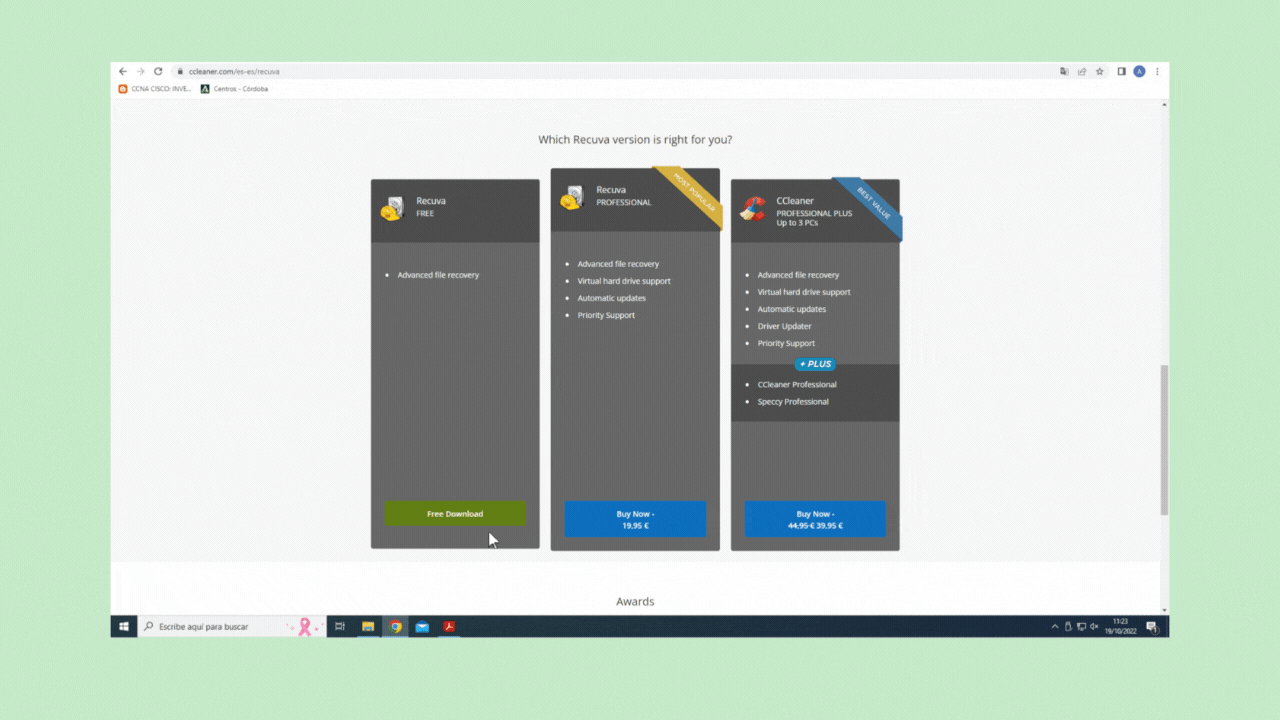 ccleaner.com/es-es/recuva
A
CCNA CISCO: INVE...
Centros - Córdoba
Which Recuva version is right for you?
Recuva
FREE
Advanced file recovery
Free Download
MOST POPULAR
Recuva
PROFESSIONAL
Advanced file recovery
Virtual hard drive support
Automatic updates
Priority Support
Buy Now -
19,95 €
BEST VALUE
CCleaner
PROFESSIONAL PLUS
Up to 3 PCs
Advanced file recovery
Virtual hard drive support
Automatic updates
Driver Updater
Priority Support
+ PLUS
CCleaner Professional
Speccy Professional
Buy Now -
44,95 € 39,95 €
Awards
Escribe aquí para buscar
11:23
19/10/2022